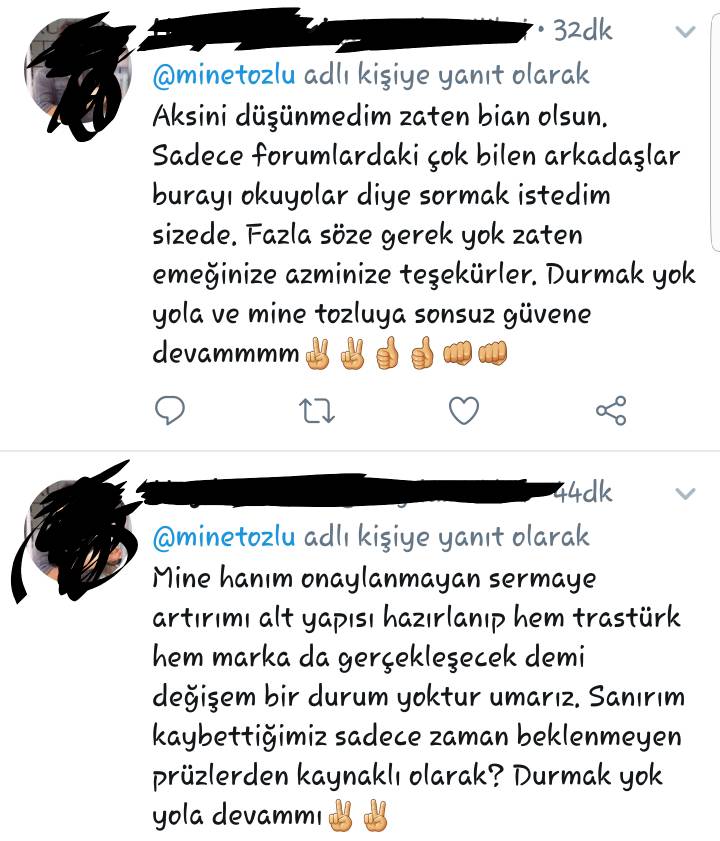 • 32dk
@minetozlu adlı kişiye yanıt olarak
Aksini düşünmedim zaten bian olsun.
Sadece forumlardaki çok bilen arkadaşlar
burayı okuyolar diye sormak istedim
sizede. Fazla söze gerek yok zaten
emeğinize azminize teşekürler. Durmak yok
yola ve mine tozluya sonsuz güvene
devammmm✌️✌️👍👍👊👊
44dk
@minetozlu adlı kişiye yanıt olarak
Mine hanım onaylanmayan sermaye
artırımı alt yapısı hazırlanıp hem trastürk
hem marka da gerçekleşecek demi
değişem bir durum yoktur umarız. Sanırım
kaybettiğimiz sadece zaman beklenmeyen
prüzlerden kaynaklı olarak? Durmak yok
yola devammı✌️✌️